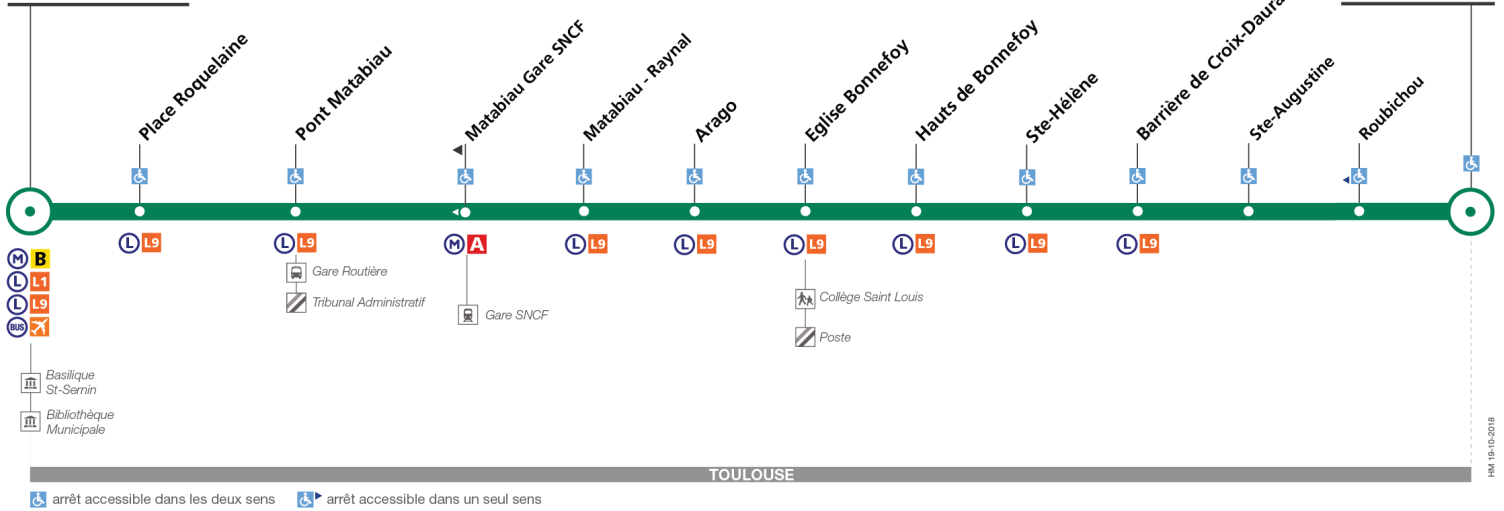 Place Roquelaine
Pont Matabiau
Matabiau Gare SNCF
Matabiau - Raynal
Arago
Eglise Bonnefoy
Hauts de Bonnefoy
Ste-Hélène
Barrière de
Ste-Augustine
Roubichou
M B
L L1
L L9
BUS
L L9
L L9
M A
L L9
L L9
L L9
L L9
L L9
L L9
Gare Routière
Tribunal Administratif
Gare SNCF
Collège Saint Louis
Poste
Basilique
St-Sernin
Bibliothèque
Municipale
TOULOUSE
arrêt accessible dans les deux sens
arrêt accessible dans un seul sens
HM 19-10-2018